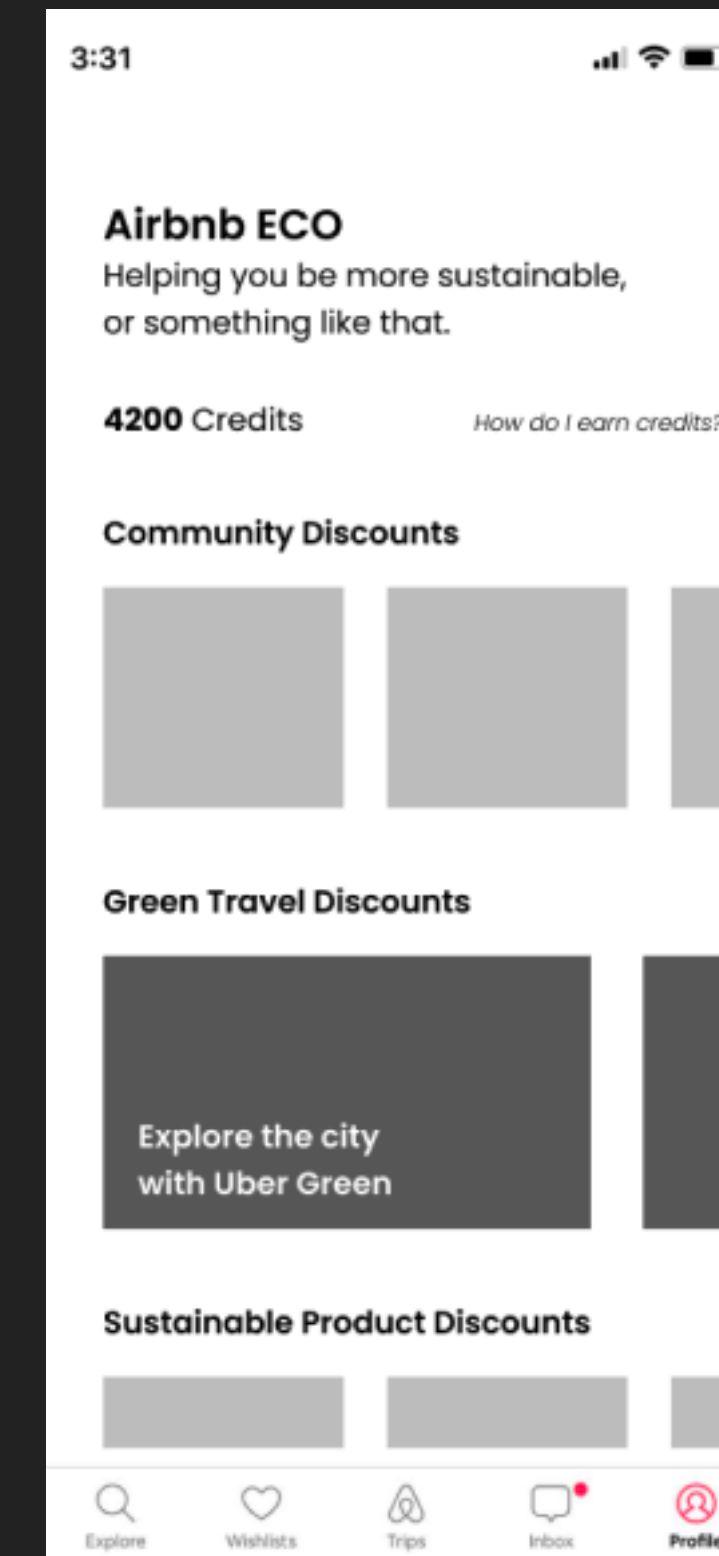 3:31
Airbnb ECO
Helping you be more sustainable,
or something like that.
4200 Credits
How do I earn credits?
Community Discounts
Green Travel Discounts
Explore the city
with Uber Green
Sustainable Product Discounts
Explore
Wishlists
Trips
Inbox
Profile